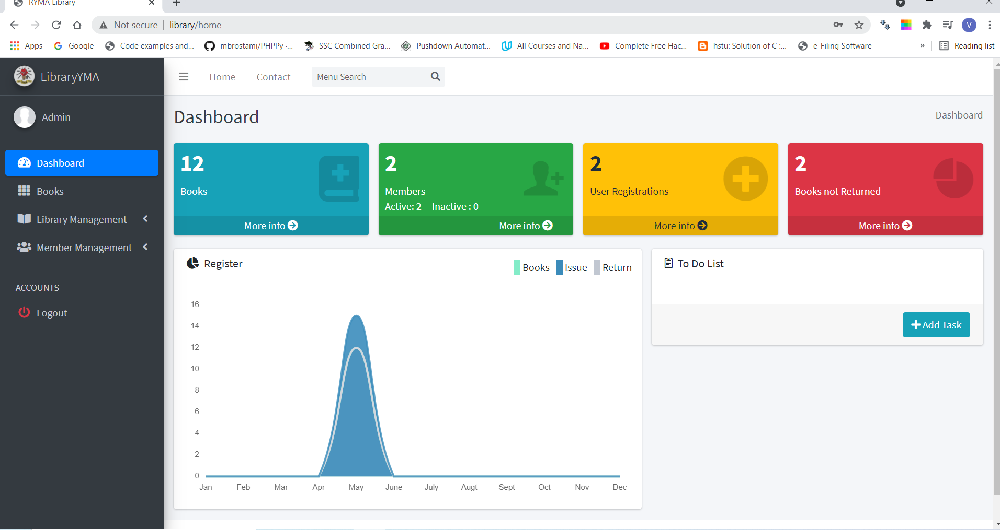 RYMA Library
Not secure | library/home
V
Apps Google Code examples and... mbrostami/PHPPy ·... SSC Combined Gra... Pushdown Automat... All Courses and Na... Complete Free Hac... hstu: Solution of C :... e-Filing Software » Reading list
LibraryYMA
Home Contact Menu Search
Admin
Dashboard
Dashboard
Dashboard
Books
Library Management
Member Management
ACCOUNTS
Logout
12
Books
More info
2
Members
Active: 2 Inactive : 0
More info
2
User Registrations
More info
2
Books not Returned
More info
Register
Books Issue Return
16
14
12
10
8
6
4
2
0
Jan Feb Mar Apr May June July Augt Sept Oct Nov Dec
To Do List
Add Task